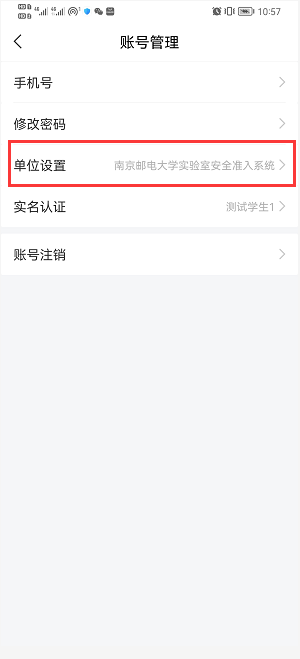 10:57
账号管理
手机号
修改密码
单位设置 南京邮电大学实验室安全准入系统
实名认证 测试学生1
账号注销